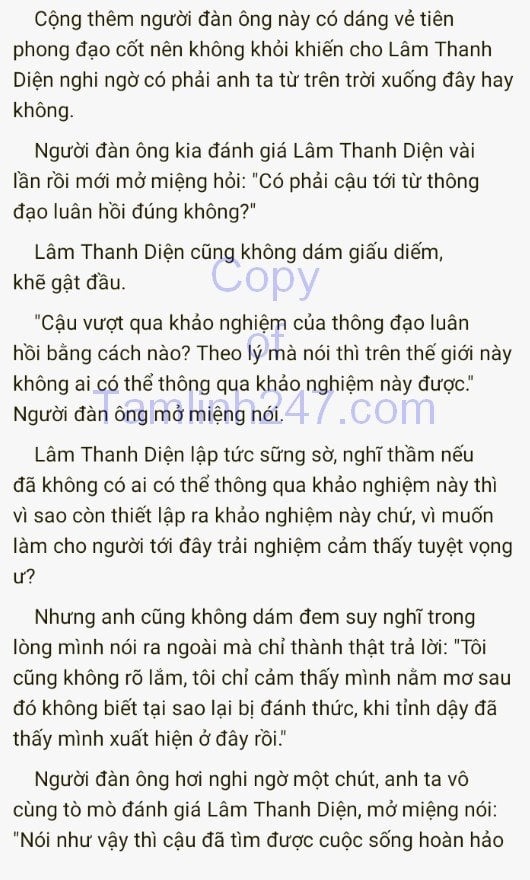 Cộng thêm người đàn ông này có dáng vẻ tiên
phong đạo cốt nên không khỏi khiến cho Lâm Thanh
Diện nghi ngờ có phải anh ta từ trên trời xuống đây hay
không.
Người đàn ông kia đánh giá Lâm Thanh Diện vài
lần rồi mới mở miệng hỏi: "Có phải cậu tới từ thông
đạo luân hồi đúng không?"
Lâm Thanh Diện cũng không dám giấu diếm,
khẽ gật đầu.
Copy
"Cậu vượt qua khảo nghiệm của thông đạo luân
of
hồi bằng cách nào? Theo lý mà nói thì trên thế giới này
không ai có thể thông qua khảo nghiệm này được."
Tamlinh247.com
Người đàn ông mở miệng nói.
Lâm Thanh Diện lập tức sững sờ, nghĩ thầm nếu
đã không có ai có thể thông qua khảo nghiệm này thì
vì sao còn thiết lập ra khảo nghiệm này chứ, vì muốn
làm cho người tới đây trải nghiệm cảm thấy tuyệt vọng
ư?
Nhưng anh cũng không dám đem suy nghĩ trong
lòng mình nói ra ngoài mà chỉ thành thật trả lời: "Tôi
cũng không rõ lắm, tôi chỉ cảm thấy mình nằm mơ sau
đó không biết tại sao lại bị đánh thức, khi tỉnh dậy đã
thấy mình xuất hiện ở đây rồi."
Người đàn ông hơi nghi ngờ một chút, anh ta vô
cùng tò mò đánh giá Lâm Thanh Diện, mở miệng nói:
"Nói như vậy thì cậu đã tìm được cuộc sống hoàn hảo